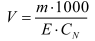 V = m · 1000 / E · C_N